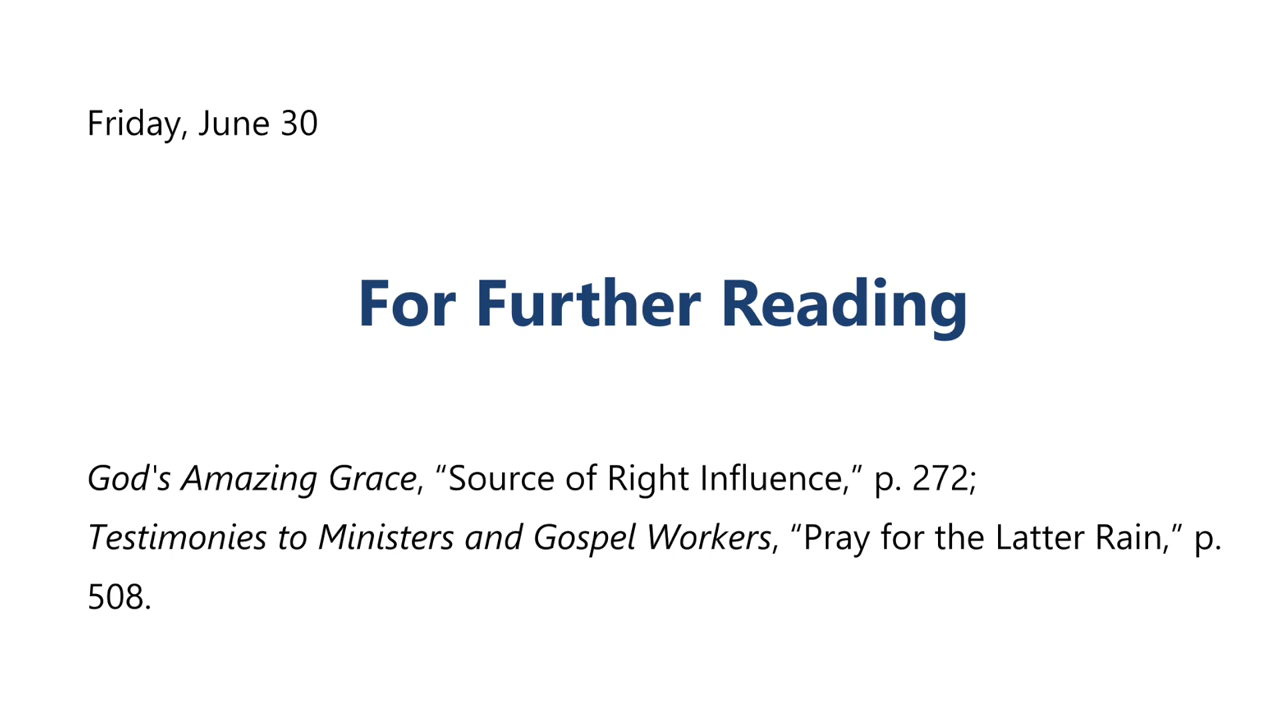 Friday, June 30
For Further Reading
God's Amazing Grace, “Source of Right Influence,” p. 272;
Testimonies to Ministers and Gospel Workers, “Pray for the Latter Rain,” p.
508.